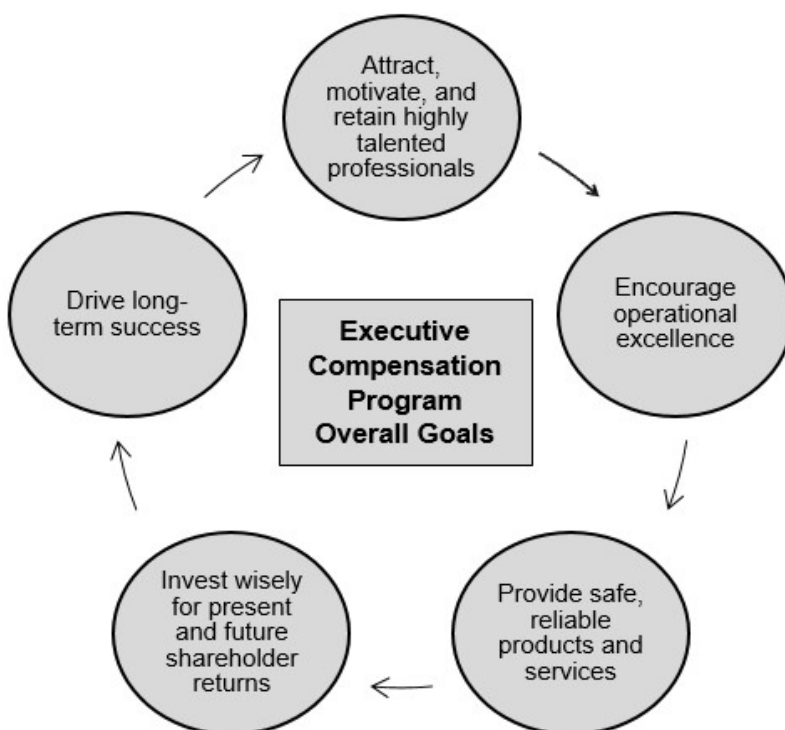 Attract,
motivate, and
retain highly
talented
professionals
Encourage
operational
excellence
Provide safe,
reliable
products and
services
Invest wisely
for present
and future
shareholder
returns
Drive long-
term success
Executive
Compensation
Program
Overall Goals